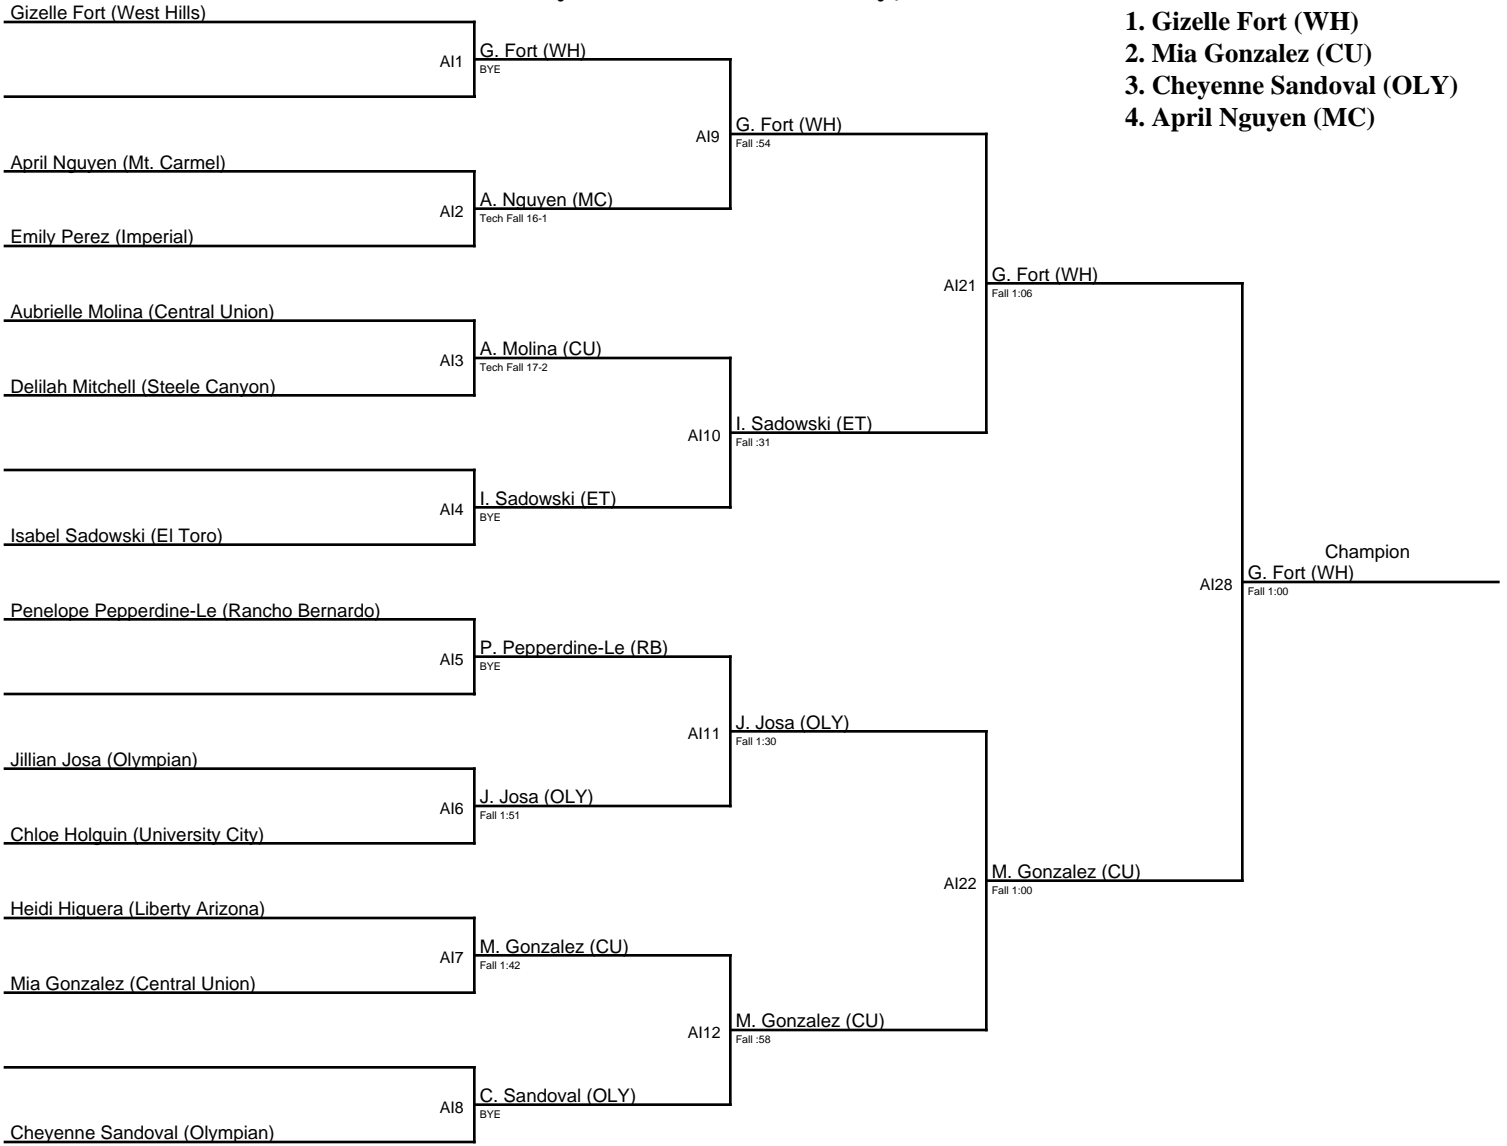 Gizelle Fort (West Hills)
1. Gizelle Fort (WH)
2. Mia Gonzalez (CU)
3. Cheyenne Sandoval (OLY)
4. April Nguyen (MC)
AI1
G. Fort (WH)
BYE
AI9
G. Fort (WH)
Fall :54
April Nguyen (Mt. Carmel)
AI2
A. Nguyen (MC)
Tech Fall 16-1
Emily Perez (Imperial)
AI21
G. Fort (WH)
Fall 1:06
Aubrielle Molina (Central Union)
AI3
A. Molina (CU)
Tech Fall 17-2
Delilah Mitchell (Steele Canyon)
AI10
I. Sadowski (ET)
Fall :31
AI4
I. Sadowski (ET)
BYE
Isabel Sadowski (El Toro)
Champion
AI28
G. Fort (WH)
Fall 1:00
Penelope Pepperdine-Le (Rancho Bernardo)
AI5
P. Pepperdine-Le (RB)
BYE
AI11
J. Josa (OLY)
Fall 1:30
Jillian Josa (Olympian)
AI6
J. Josa (OLY)
Fall 1:51
Chloe Holguin (University City)
AI22
M. Gonzalez (CU)
Fall 1:00
Heidi Higuera (Liberty Arizona)
AI7
M. Gonzalez (CU)
Fall 1:42
Mia Gonzalez (Central Union)
AI12
M. Gonzalez (CU)
Fall :58
AI8
C. Sandoval (OLY)
BYE
Cheyenne Sandoval (Olympian)